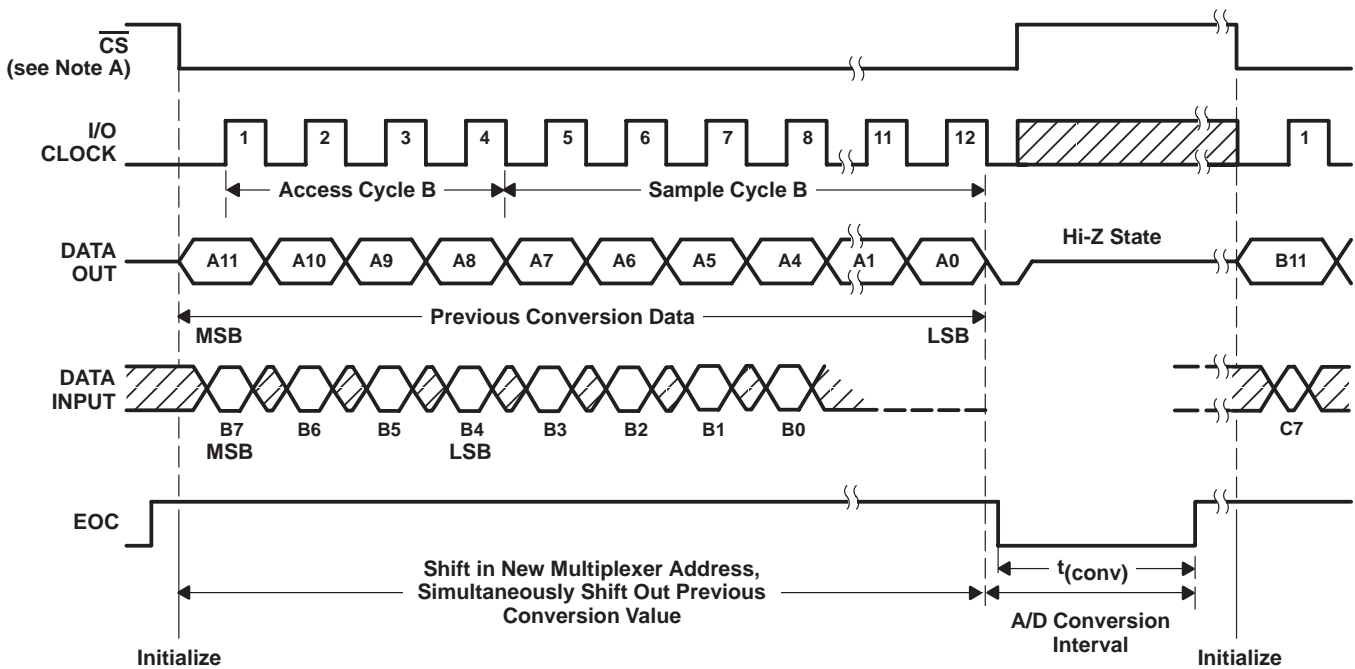 CS
(see Note A)
I/O
CLOCK
1 2 3 4 5 6 7 8 11 12 1
Access Cycle B Sample Cycle B
DATA
OUT
A11 A10 A9 A8 A7 A6 A5 A4 A1 A0 B11
Hi-Z State
Previous Conversion Data
MSB LSB
DATA
INPUT
B7 B6 B5 B4 B3 B2 B1 B0 C7
MSB LSB
EOC
Shift in New Multiplexer Address,
Simultaneously Shift Out Previous
Conversion Value
t(conv)
A/D Conversion
Interval
Initialize Initialize